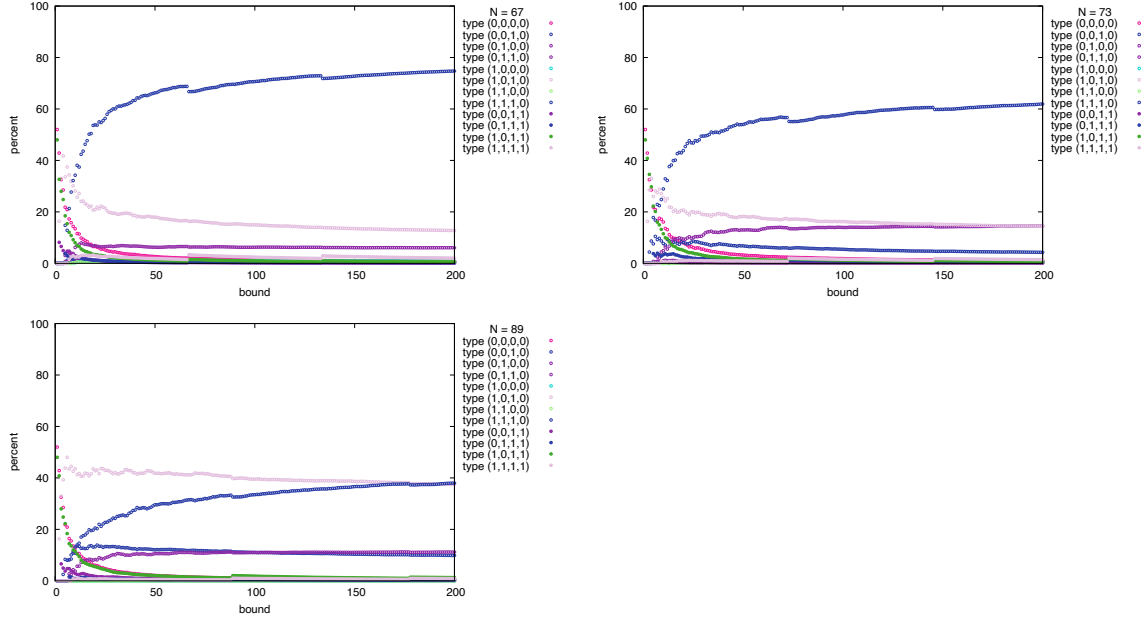 N = 67
type (0,0,0,0)
type (0,0,1,0)
type (0,1,0,0)
type (0,1,1,0)
type (1,0,0,0)
type (1,0,1,0)
type (1,1,0,0)
type (1,1,1,0)
type (0,0,1,1)
type (0,1,1,1)
type (1,0,1,1)
type (1,1,1,1)
100
80
60
40
20
0
percent
0 50 100 150 200
bound
N = 73
type (0,0,0,0)
type (0,0,1,0)
type (0,1,0,0)
type (0,1,1,0)
type (1,0,0,0)
type (1,0,1,0)
type (1,1,0,0)
type (1,1,1,0)
type (0,0,1,1)
type (0,1,1,1)
type (1,0,1,1)
type (1,1,1,1)
100
80
60
40
20
0
percent
0 50 100 150 200
bound
N = 89
type (0,0,0,0)
type (0,0,1,0)
type (0,1,0,0)
type (0,1,1,0)
type (1,0,0,0)
type (1,0,1,0)
type (1,1,0,0)
type (1,1,1,0)
type (0,0,1,1)
type (0,1,1,1)
type (1,0,1,1)
type (1,1,1,1)
100
80
60
40
20
0
percent
0 50 100 150 200
bound